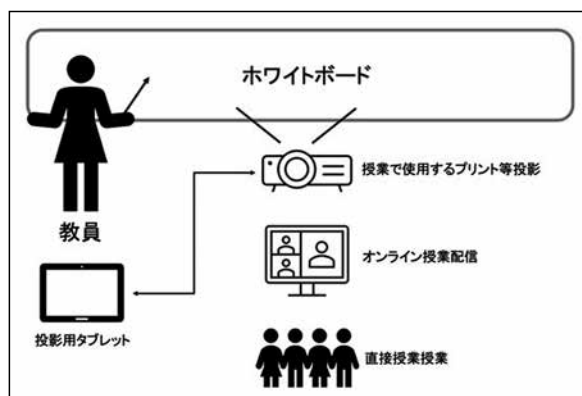 ホワイトボード
授業で使用するプリント等投影
教員
オンライン授業配信
投影用タブレット
直接授業授業